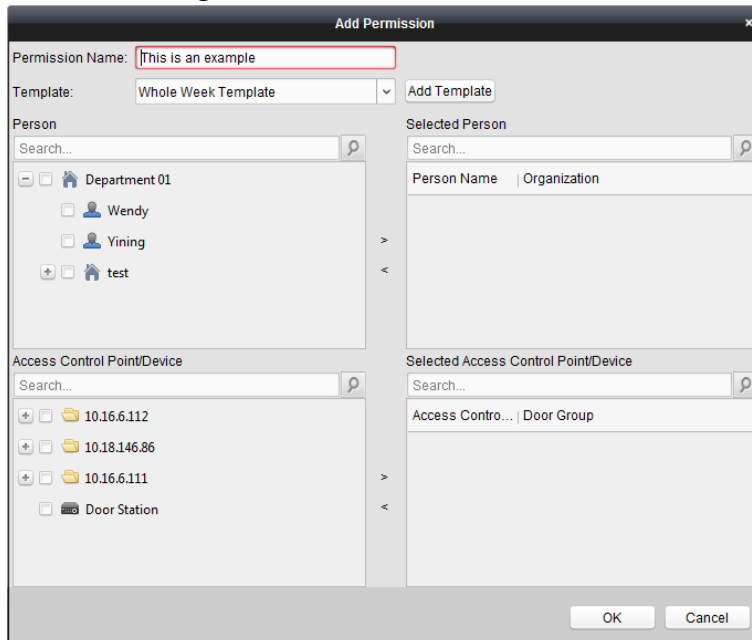 Add Permission
Permission Name: This is an example
Template: Whole Week Template Add Template
Person Selected Person
Search... Search...
Department 01 Person Name Organization
Wendy
Yining >
test <
Access Control Point/Device Selected Access Control Point/Device
Search... Search...
10.16.6.112 Access Contro... Door Group
10.18.146.86
10.16.6.111 >
Door Station <
OK Cancel